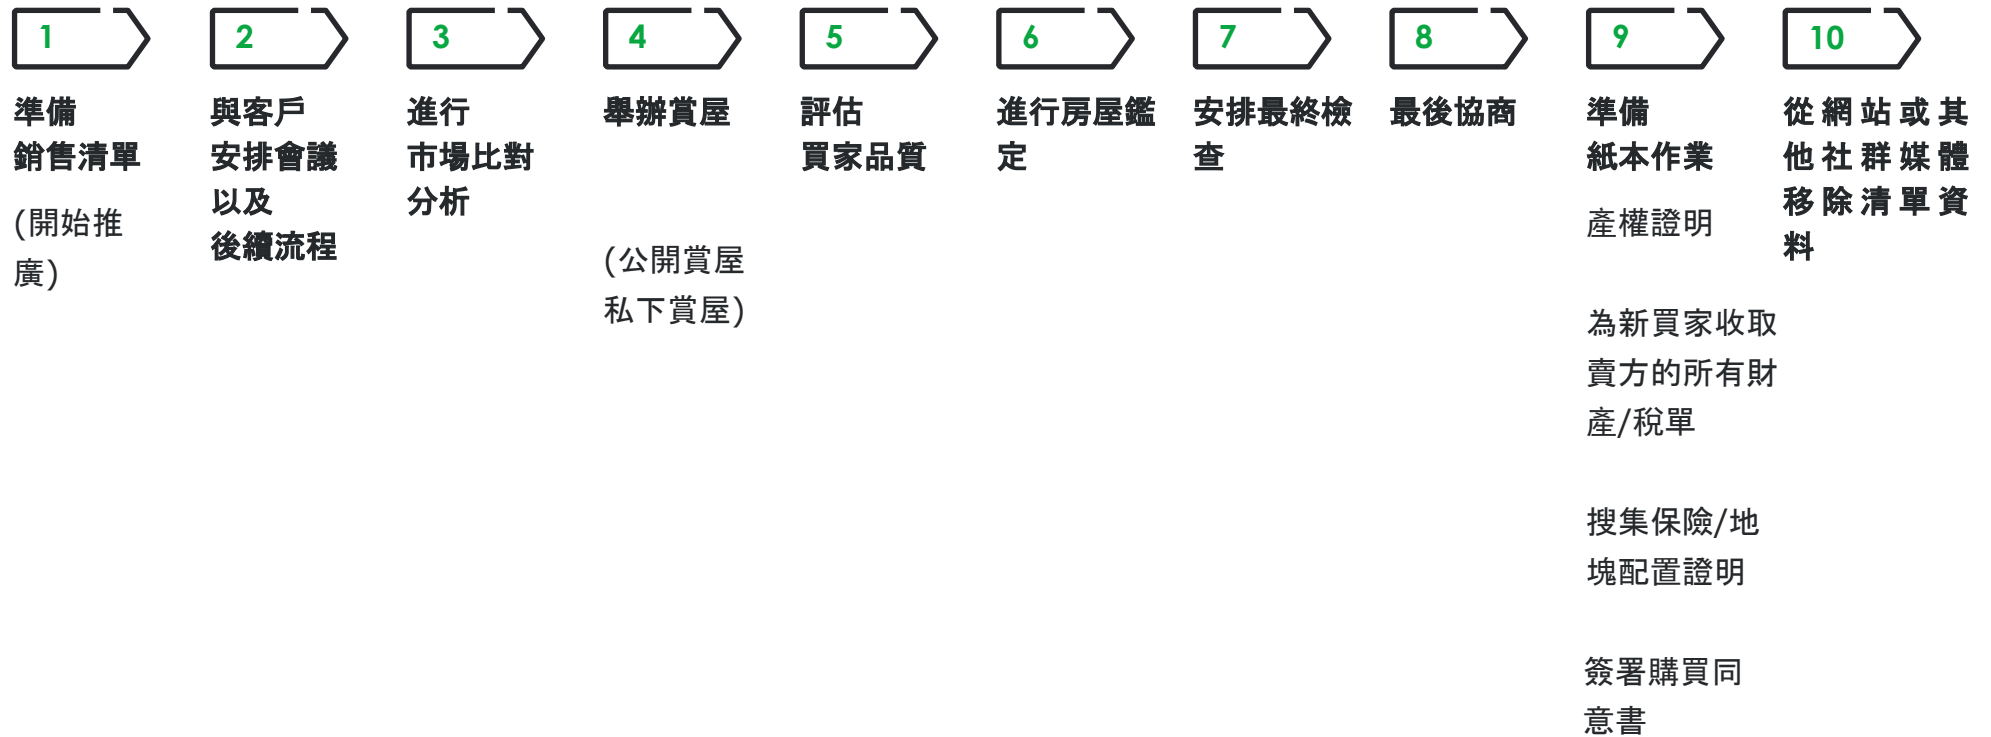 1
準備
銷售清單
(開始推
廣)
2
與客戶
安排會議
以及
後續流程
3
進行
市場比對
分析
4
舉辦賞屋
(公開賞屋
私下賞屋)
5
評估
買家品質
6
進行房屋鑑
定
7
安排最終檢
查
8
最後協商
9
準備
紙本作業
產權證明
為新買家收取
賣方的所有財
產/稅單
搜集保險/地
塊配置證明
簽署購買同
意書
10
從網站或其
他社群媒體
移除清單資
料